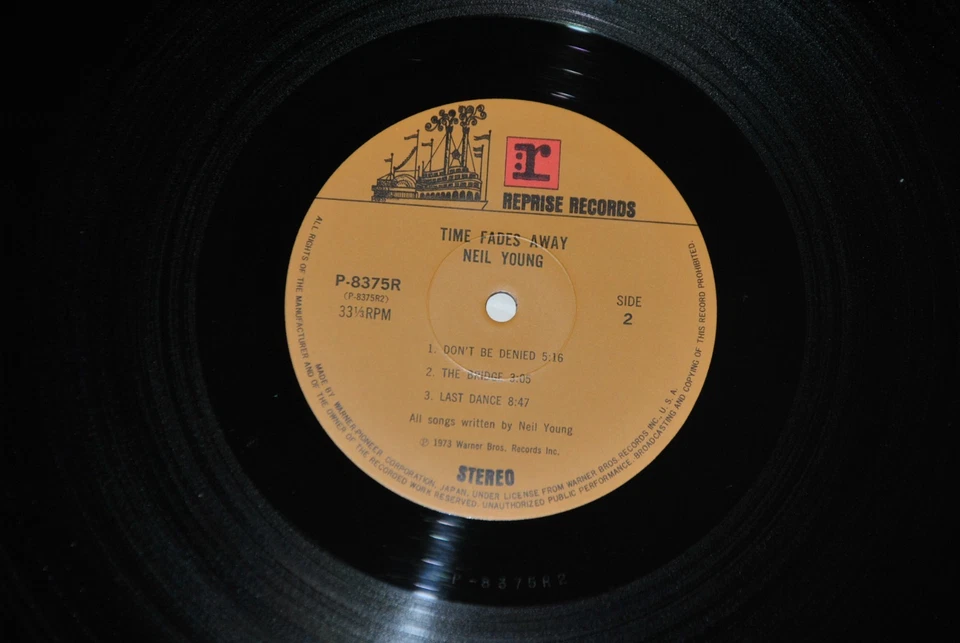 r
REPRISE RECORDS
TIME FADES AWAY
NEIL YOUNG
P-8375R
(P-8375R2)
33⅓RPM
SIDE
2
1. DON'T BE DENIED 5:16
2. THE BRIDGE 3:05
3. LAST DANCE 8:47
All songs written by Neil Young
℗ 1973 Warner Bros. Records Inc.
STEREO
MADE BY WARNER-PIONEER CORPORATION, JAPAN, UNDER LICENSE FROM WARNER BROS. RECORDS INC., U.S.A.
ALL RIGHTS OF THE MANUFACTURER AND OF THE OWNER OF THE RECORDED WORK RESERVED. UNAUTHORIZED PUBLIC PERFORMANCE, BROADCASTING AND COPYING OF THIS RECORD PROHIBITED.
P-8375R2